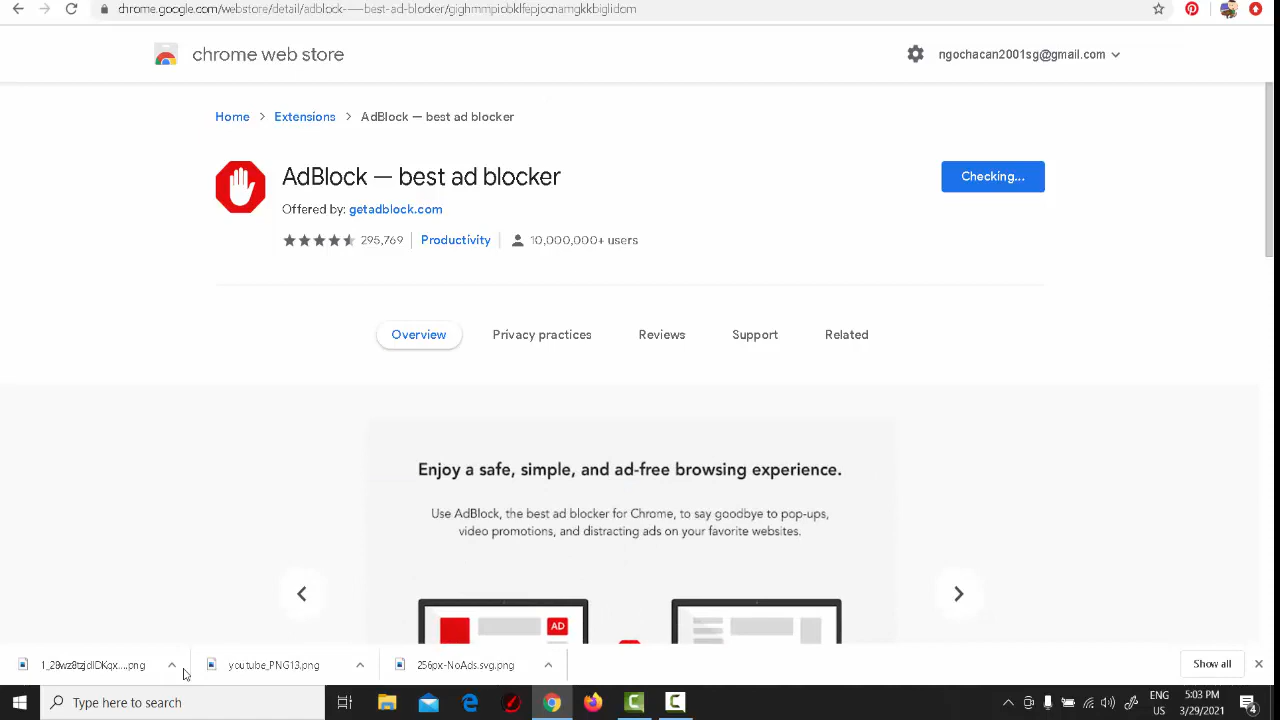 chrome.google.com/webstore/detail/adblock-—-best-ad-blocker/gighmmpiobklfepjocnamgkkbiglidom
chrome web store
ngochacan2001sg@gmail.com
Home > Extensions > AdBlock — best ad blocker
AdBlock — best ad blocker
Checking...
Offered by: getadblock.com
295,769 Productivity 10,000,000+ users
Overview Privacy practices Reviews Support Related
Enjoy a safe, simple, and ad-free browsing experience.
Use AdBlock, the best ad blocker for Chrome, to say goodbye to pop-ups,
video promotions, and distracting ads on your favorite websites.
AD
youtube_PNG13.png 256px-NoAds.svg.png Show all
Type here to search
ENG
US
5:03 PM
3/29/2021
4